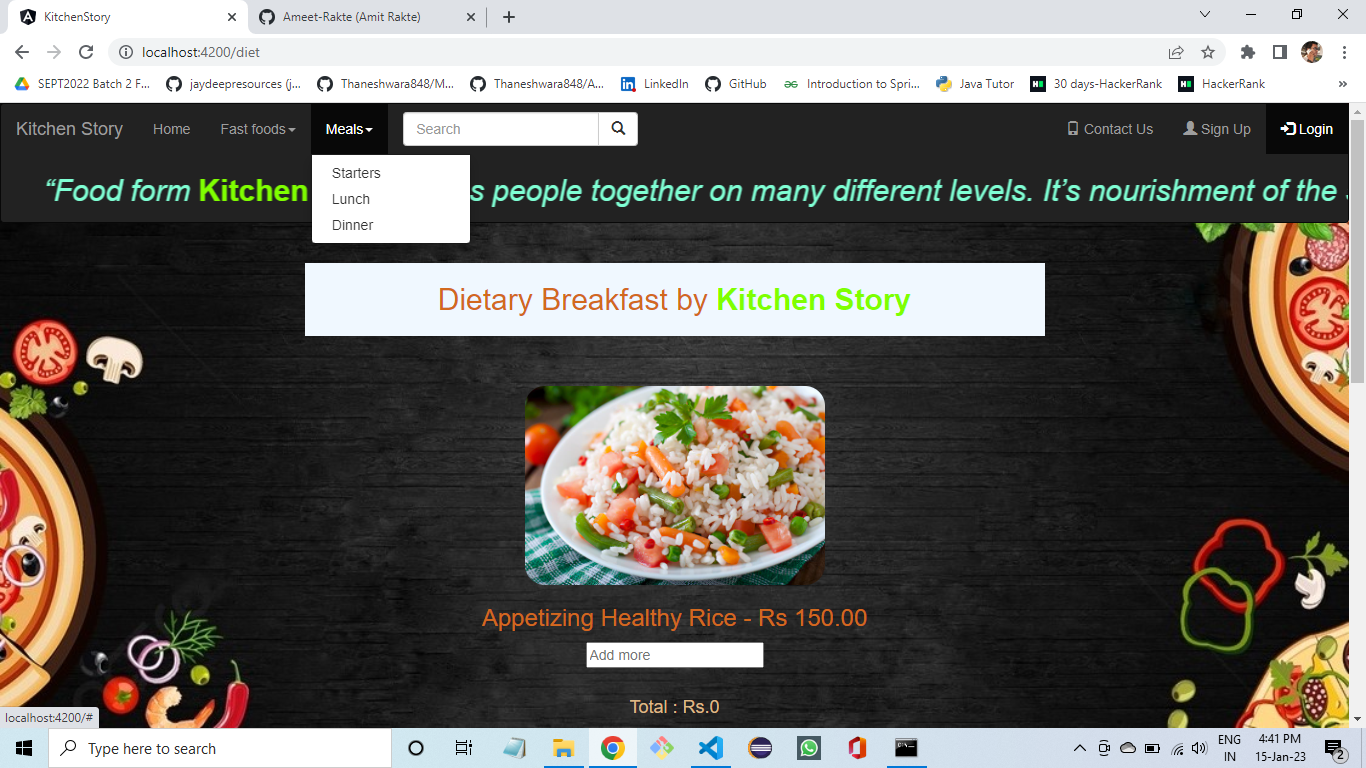 KitchenStory
Ameet-Rakte (Amit Rakte)
localhost:4200/diet
SEPT2022 Batch 2 F...
jaydeepresources (j...
Thaneshwara848/M...
Thaneshwara848/A...
LinkedIn
GitHub
Introduction to Spri...
Java Tutor
30 days-HackerRank
HackerRank
»
Kitchen Story
Home
Fast foods
Meals
Search
Contact Us
Sign Up
Login
“Food form Kitchen s people together on many different levels. It’s nourishment of the
Starters
Lunch
Dinner
Dietary Breakfast by Kitchen Story
Appetizing Healthy Rice - Rs 150.00
Add more
Total : Rs.0
localhost:4200/#
Type here to search
ENG
IN
4:41 PM
15-Jan-23
2